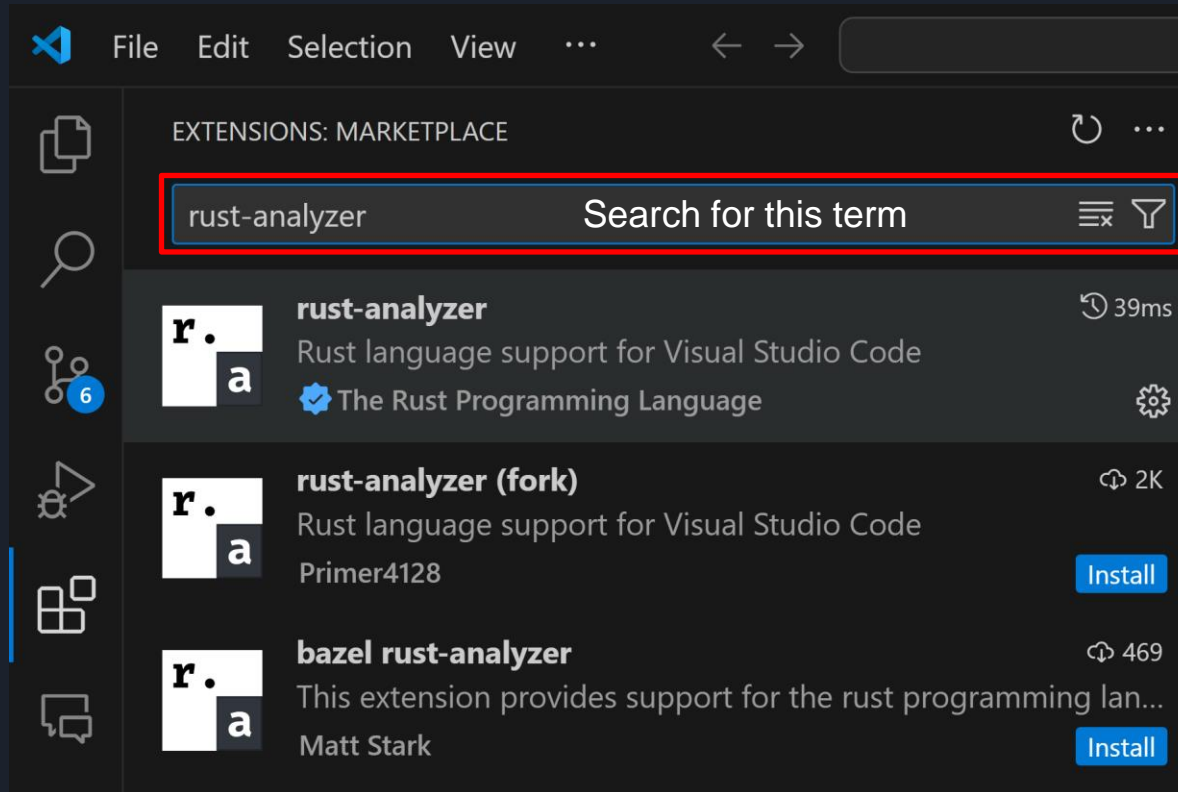 File Edit Selection View ...
EXTENSIONS: MARKETPLACE
rust-analyzer Search for this term
r.
a
rust-analyzer 39ms
Rust language support for Visual Studio Code
The Rust Programming Language
6
r.
a
rust-analyzer (fork) 2K
Rust language support for Visual Studio Code
Primer4128 Install
r.
a
bazel rust-analyzer 469
This extension provides support for the rust programming lan...
Matt Stark Install